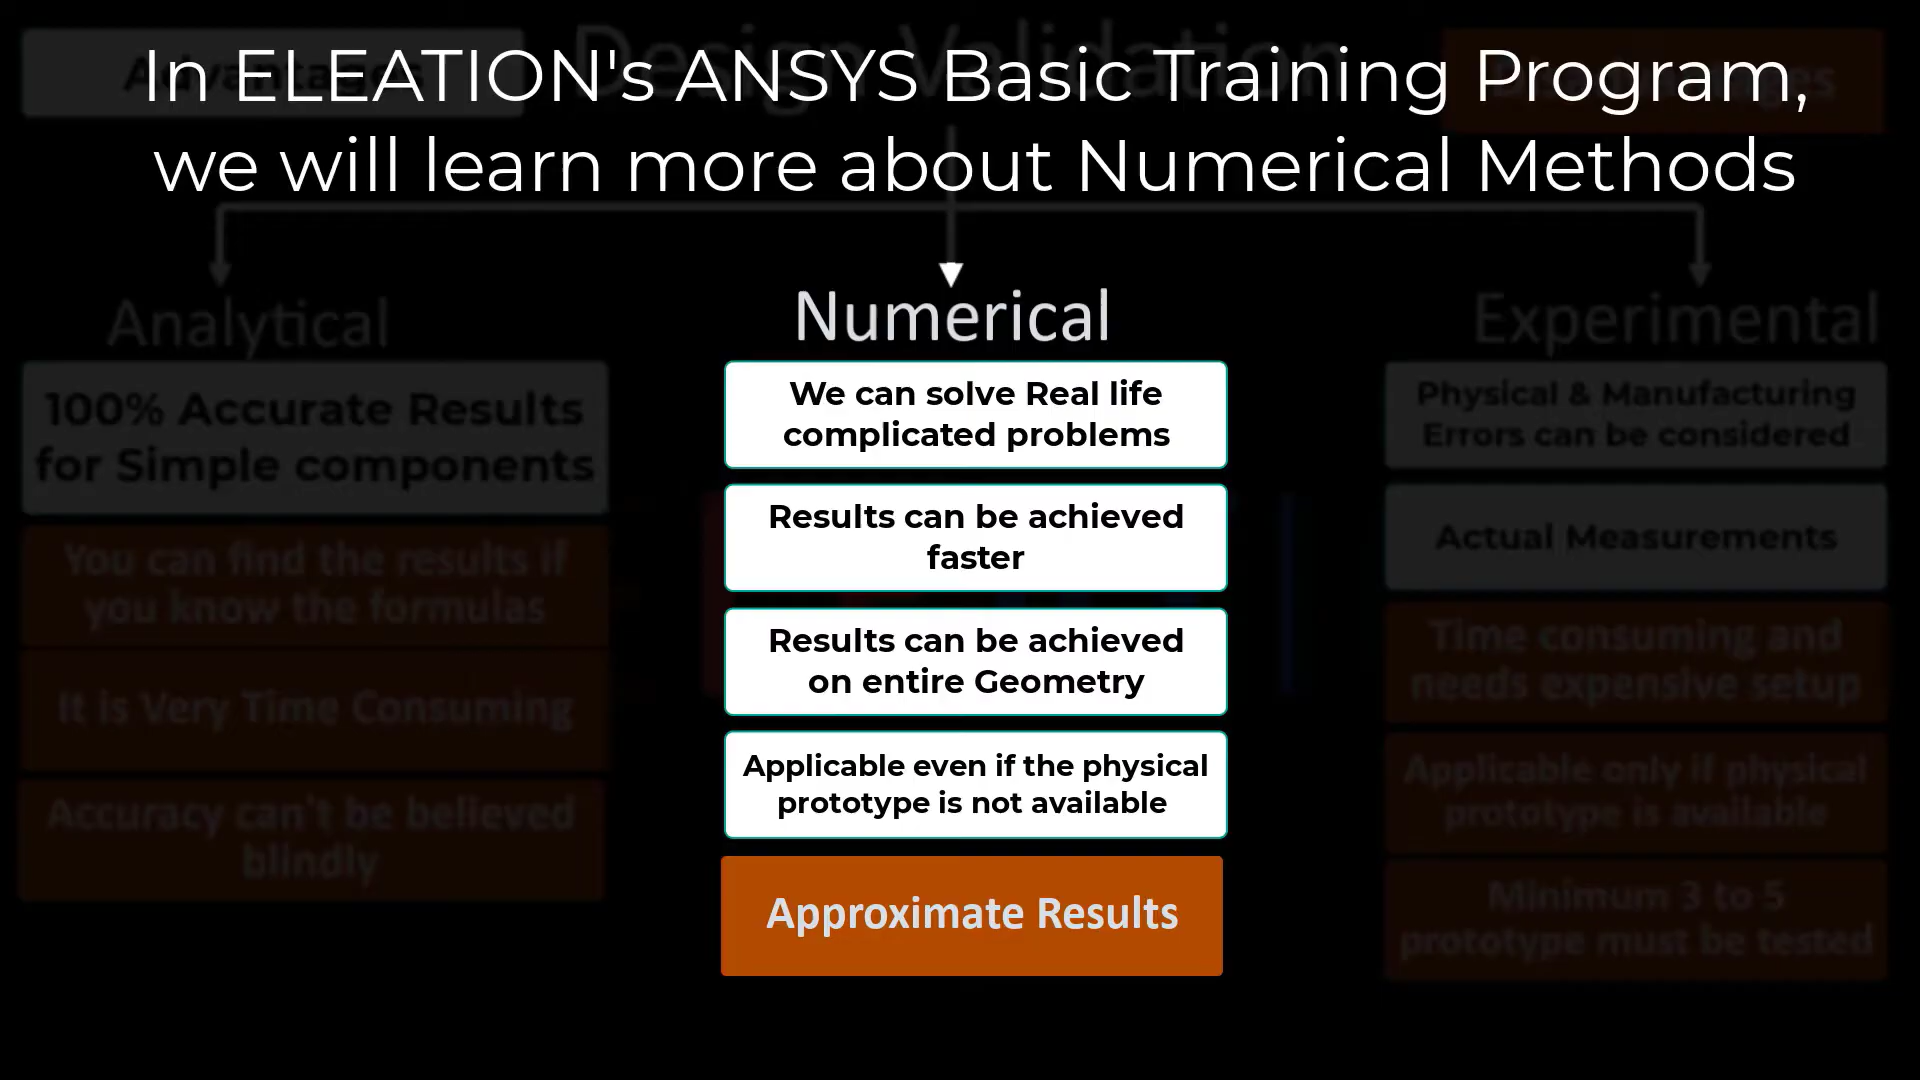 In ELEATION's ANSYS Basic Training Program,
we will learn more about Numerical Methods
Advantages
Design Validation
Analytical
100% Accurate Results
for Simple components
You can find the results if
you know the formulas
It is Very Time Consuming
Accuracy can't be believed
blindly
Numerical
We can solve Real life
complicated problems
Results can be achieved
faster
Results can be achieved
on entire Geometry
Applicable even if the physical
prototype is not available
Approximate Results
Experimental
Physical & Manufacturing
Errors can be considered
Actual Measurements
Time consuming and
needs expensive setup
Applicable only if physical
prototype is available
Minimum 3 to 5
prototype must be tested